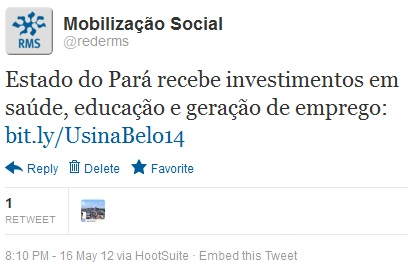 RMS
Mobilização Social
@rederms
Estado do Pará recebe investimentos em
saúde, educação e geração de emprego:
bit.ly/UsinaBelo14
Reply Delete Favorite
1
RETWEET
8:10 PM - 16 May 12 via HootSuite · Embed this Tweet